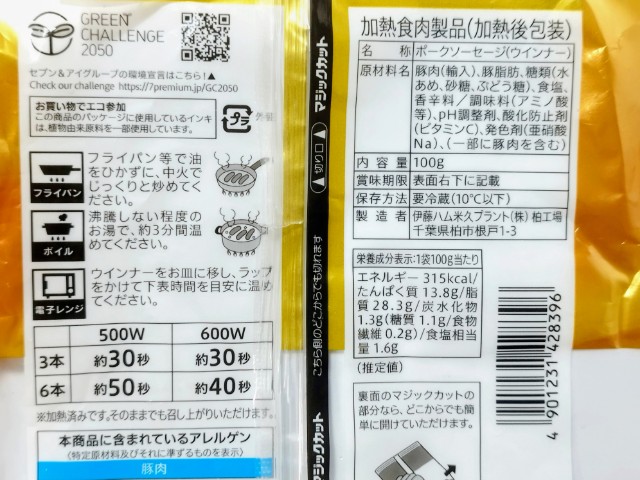 GREEN
CHALLENGE
2050
セブン&アイグループの環境宣言はこちら!▲
Check our challenge https://7premium.jp/GC2050
お買い物でエコ参加
この商品のパッケージに使用しているインキ
は、植物由来原料を一部使用しています。
プラ
外
フライパン
フライパン等で油
をひかずに、中火で
じっくりと炒めてく
ださい。
ボイル
沸騰しない程度の
お湯で、約3分間温
めてください。
電子レンジ
ウインナーをお皿に移し、ラップ
をかけて下表時間を目安に温め
てください。
500W 600W
3本 約30秒 約30秒
6本 約50秒 約40秒
※加熱済みです。そのままでも召し上がりいただけます。
本商品に含まれているアレルゲン
〈特定原材料及びそれに準ずるものを表示〉
豚肉
マジックカット
切り口
こちら側のどこからでも切れます
マジックカット
加熱食肉製品(加熱後包装)
名 称 ポークソーセージ(ウインナー)
原材料名 豚肉(輸入)、豚脂肪、糖類(水
あめ、砂糖、ぶどう糖)、食塩、
香辛料/調味料(アミノ酸
等)、pH調整剤、酸化防止剤
(ビタミンC)、発色剤(亜硝酸
Na)、(一部に豚肉を含む)
内 容 量 100g
賞味期限 表面右下に記載
保存方法 要冷蔵(10℃以下)
製 造 者 伊藤ハム米久プラント(株) 柏工場
千葉県柏市根戸1-3
栄養成分表示:1袋100g当たり
エネルギー 315kcal/
たんぱく質 13.8g/脂
質 28.3g/炭水化物
1.3g(糖質 1.1g/食物
繊維 0.2g)/食塩相当
量 1.6g
(推定値)
裏面のマジックカットの
部分なら、どこからでも簡
単に開けていただけます。
4 901231 428396